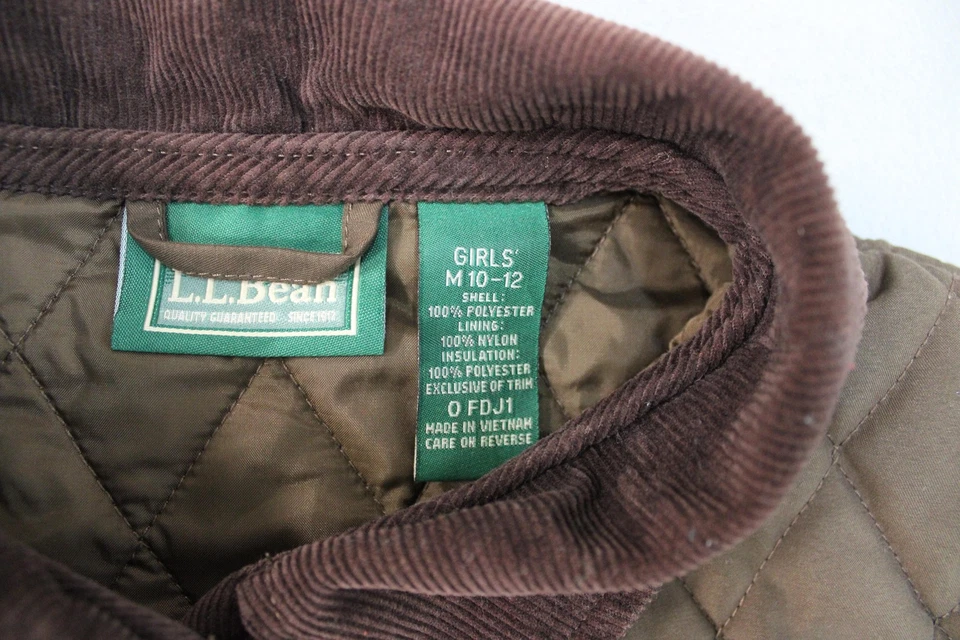 L.L.Bean
QUALITY GUARANTEED SINCE 1912
GIRLS'
M 10-12
SHELL:
100% POLYESTER
LINING:
100% NYLON
INSULATION:
100% POLYESTER
EXCLUSIVE OF TRIM
0 FDJ1
MADE IN VIETNAM
CARE ON REVERSE